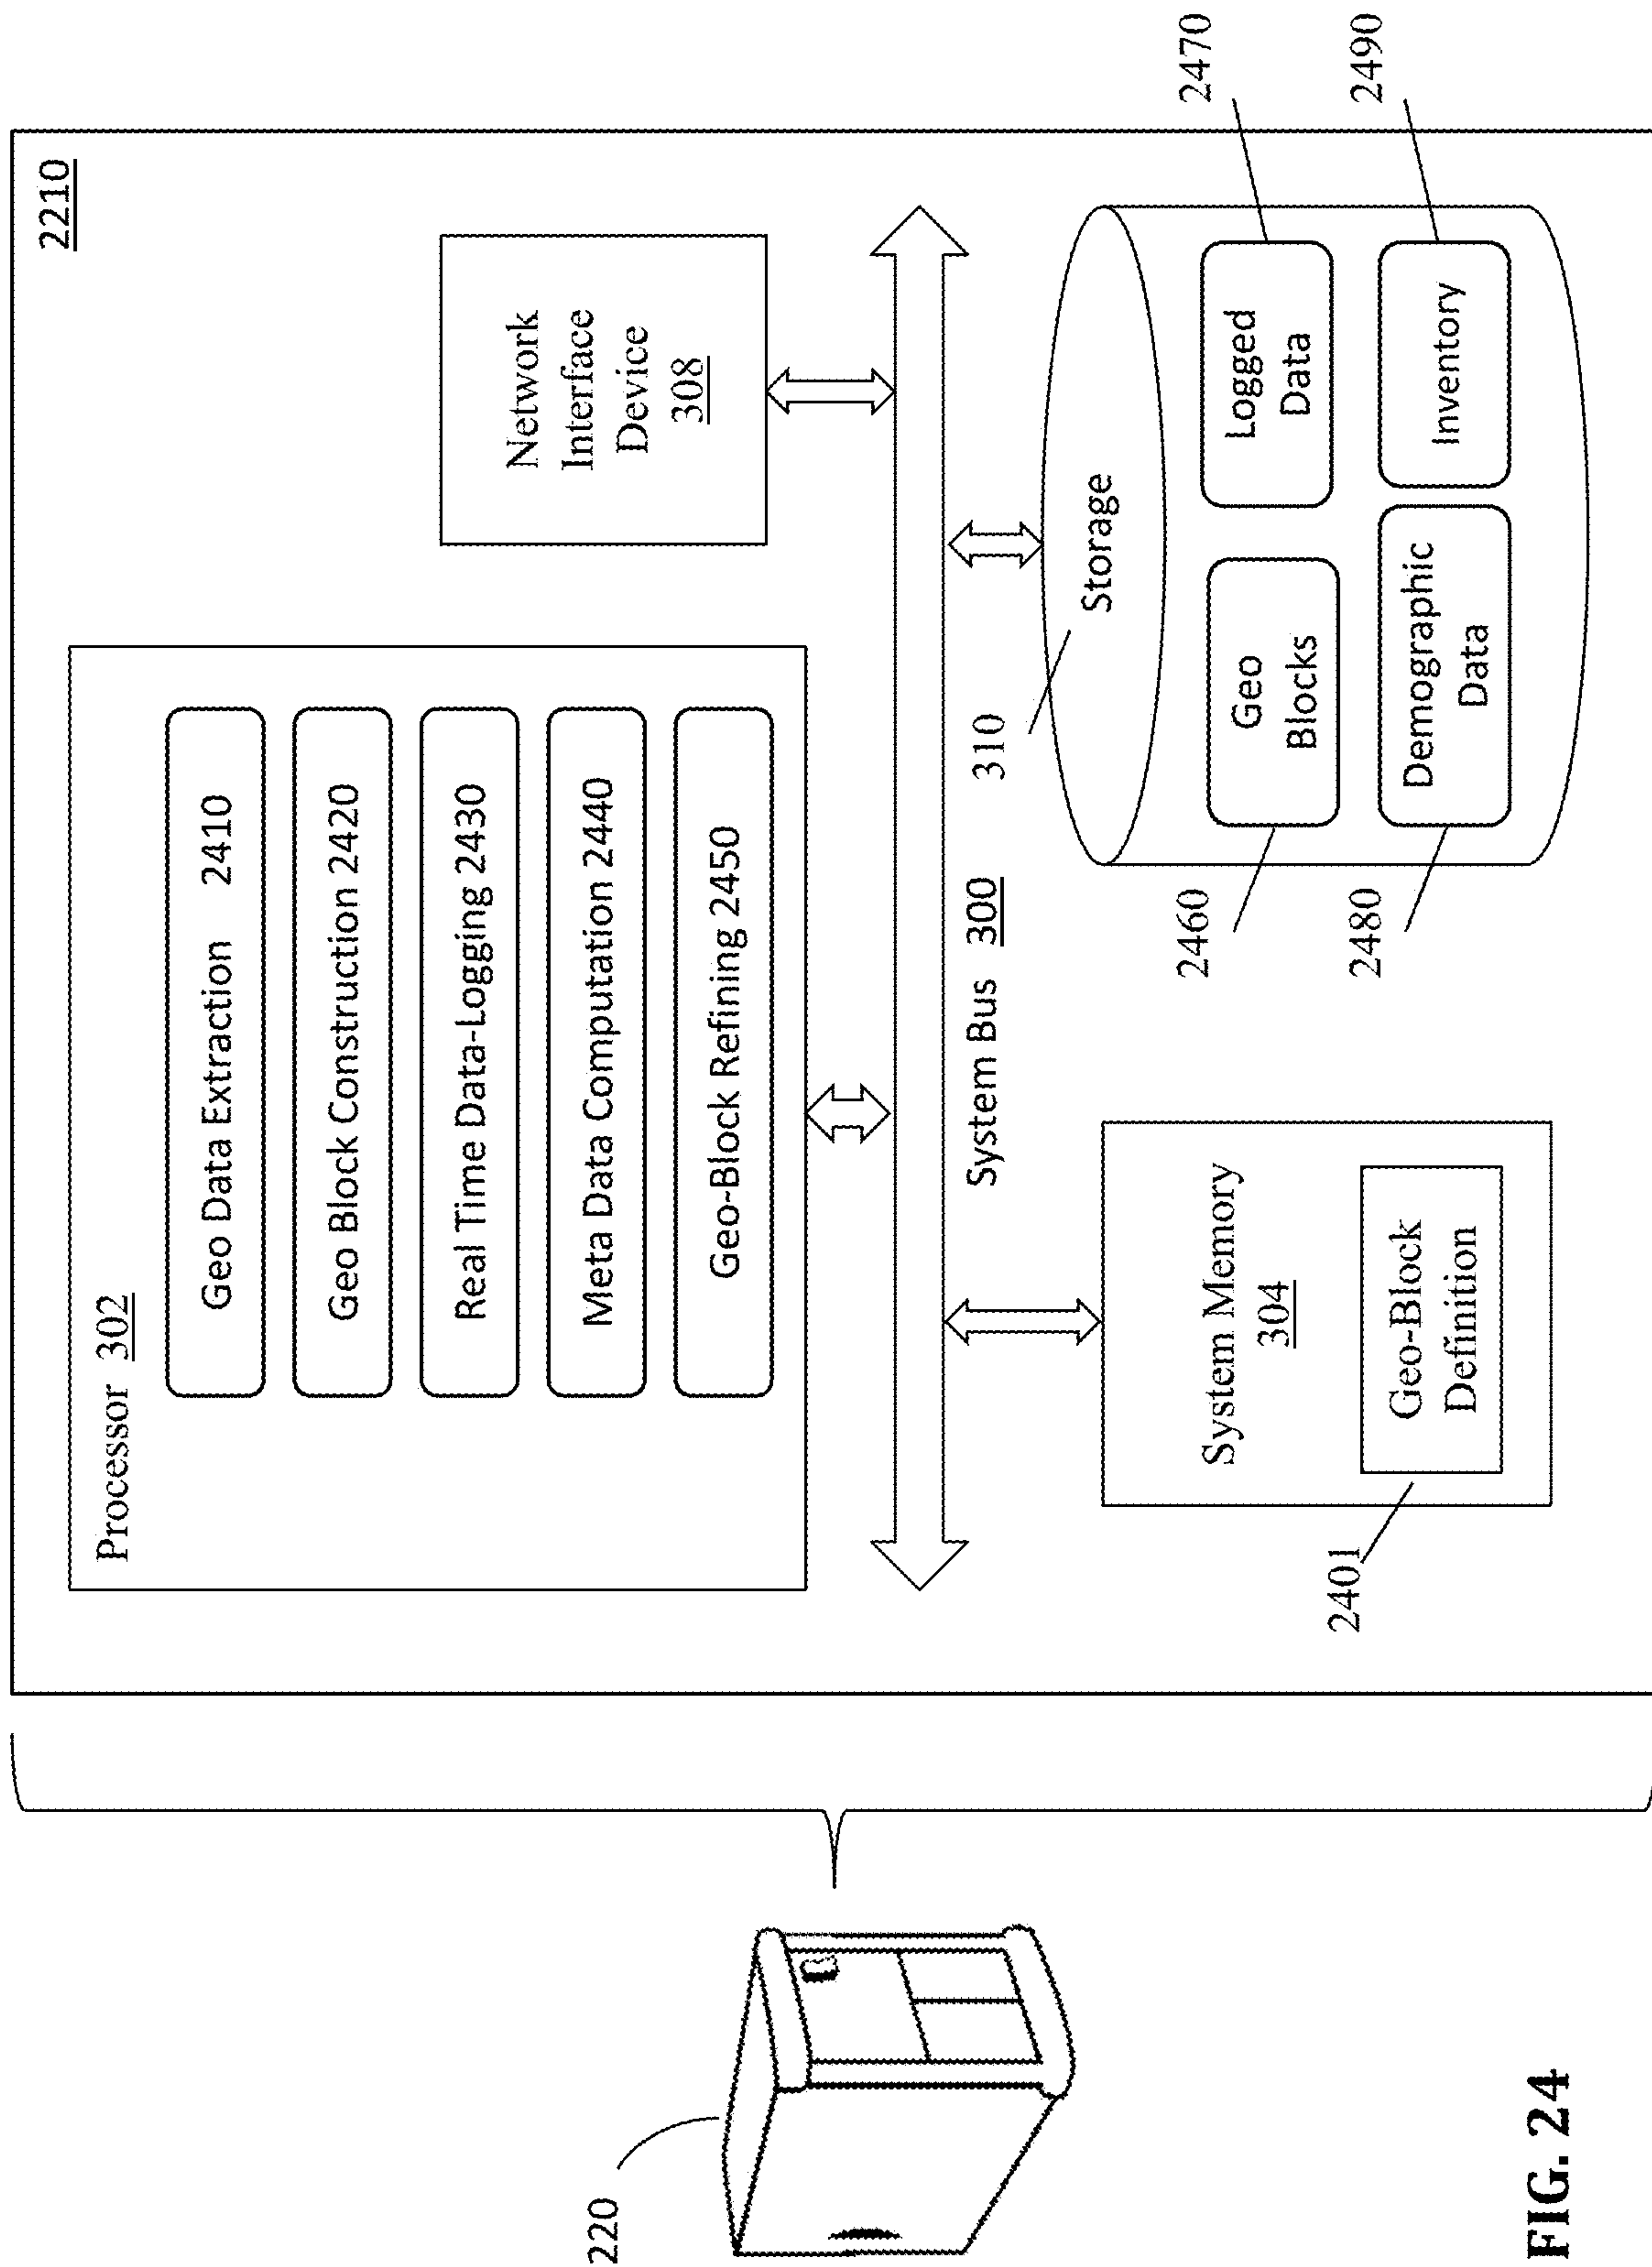 2210
Processor 302
Geo Data Extraction 2410
Geo Block Construction 2420
Real Time Data-Logging 2430
Meta Data Computation 2440
Geo-Block Refining 2450
Network
Interface
Device
308
System Bus 300
System Memory
304
Geo-Block
Definition
2401
310
Storage
Geo
Blocks
2460
Logged
Data
2470
Demographic
Data
2480
Inventory
2490
220
FIG. 24